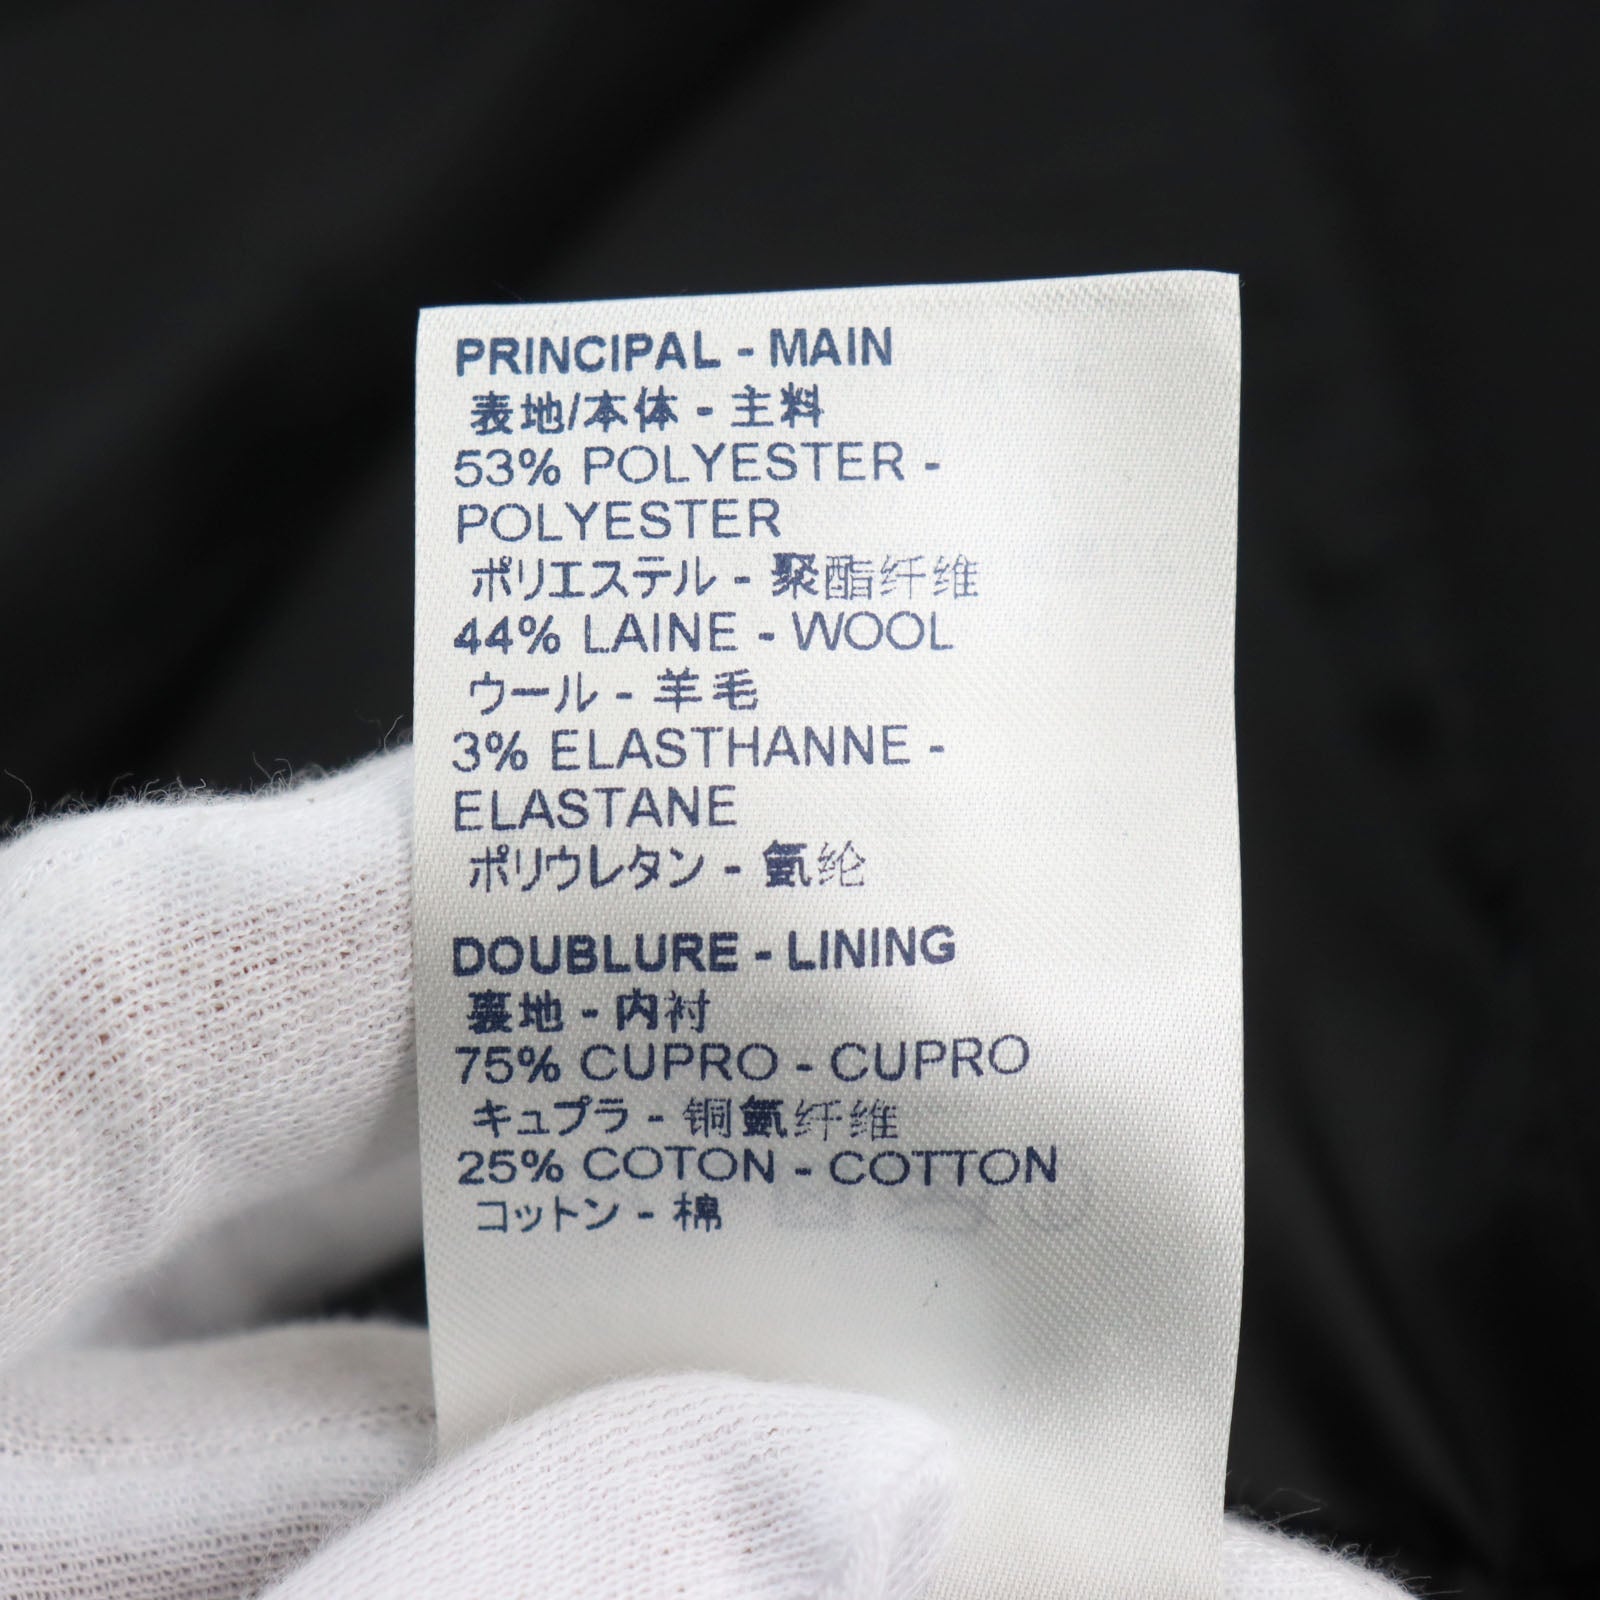 PRINCIPAL - MAIN
表地/本体 - 主料
53% POLYESTER -
POLYESTER
ポリエステル - 聚酯纤维
44% LAINE - WOOL
ウール - 羊毛
3% ELASTHANNE -
ELASTANE
ポリウレタン - 氨纶
DOUBLURE - LINING
裏地 - 内衬
75% CUPRO - CUPRO
キュプラ - 铜氨纤维
25% COTON - COTTON
コットン - 棉